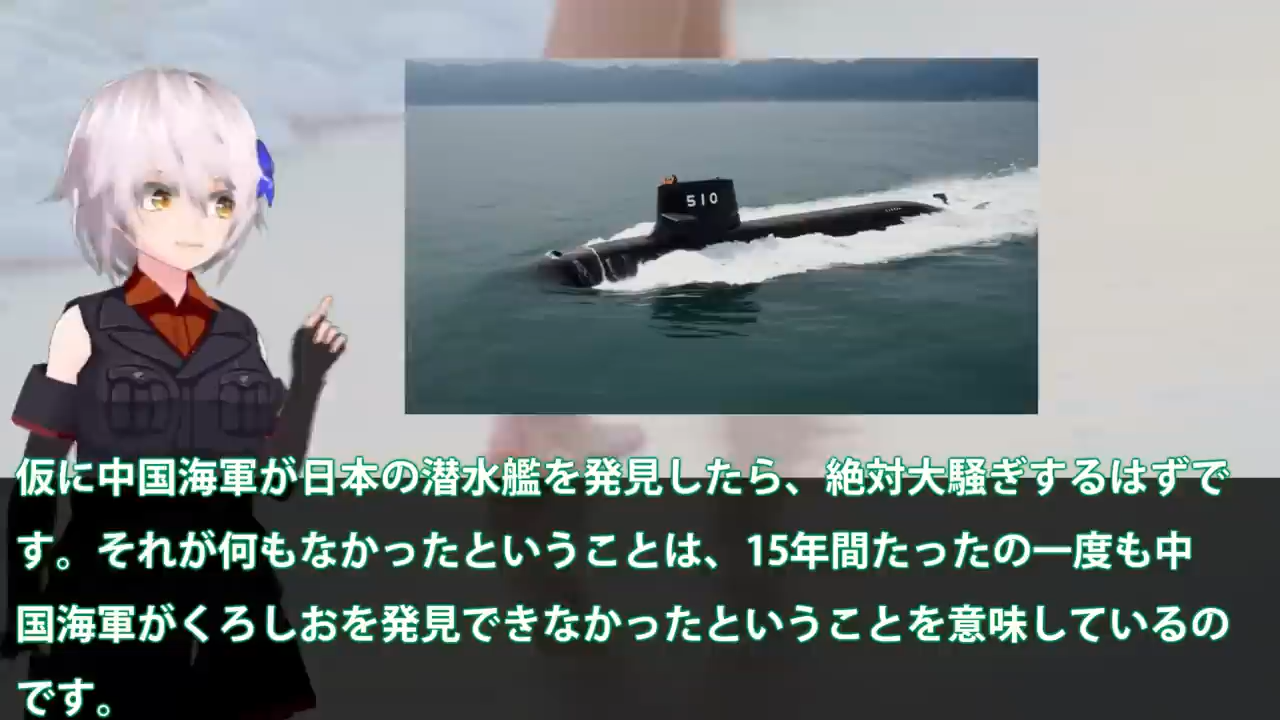 510
仮に中国海軍が日本の潜水艦を発見したら、絶対大騒ぎするはずで
す。それが何もなかったということは、15年間たったの一度も中
国海軍がくろしおを発見できなかったということを意味しているの
です。